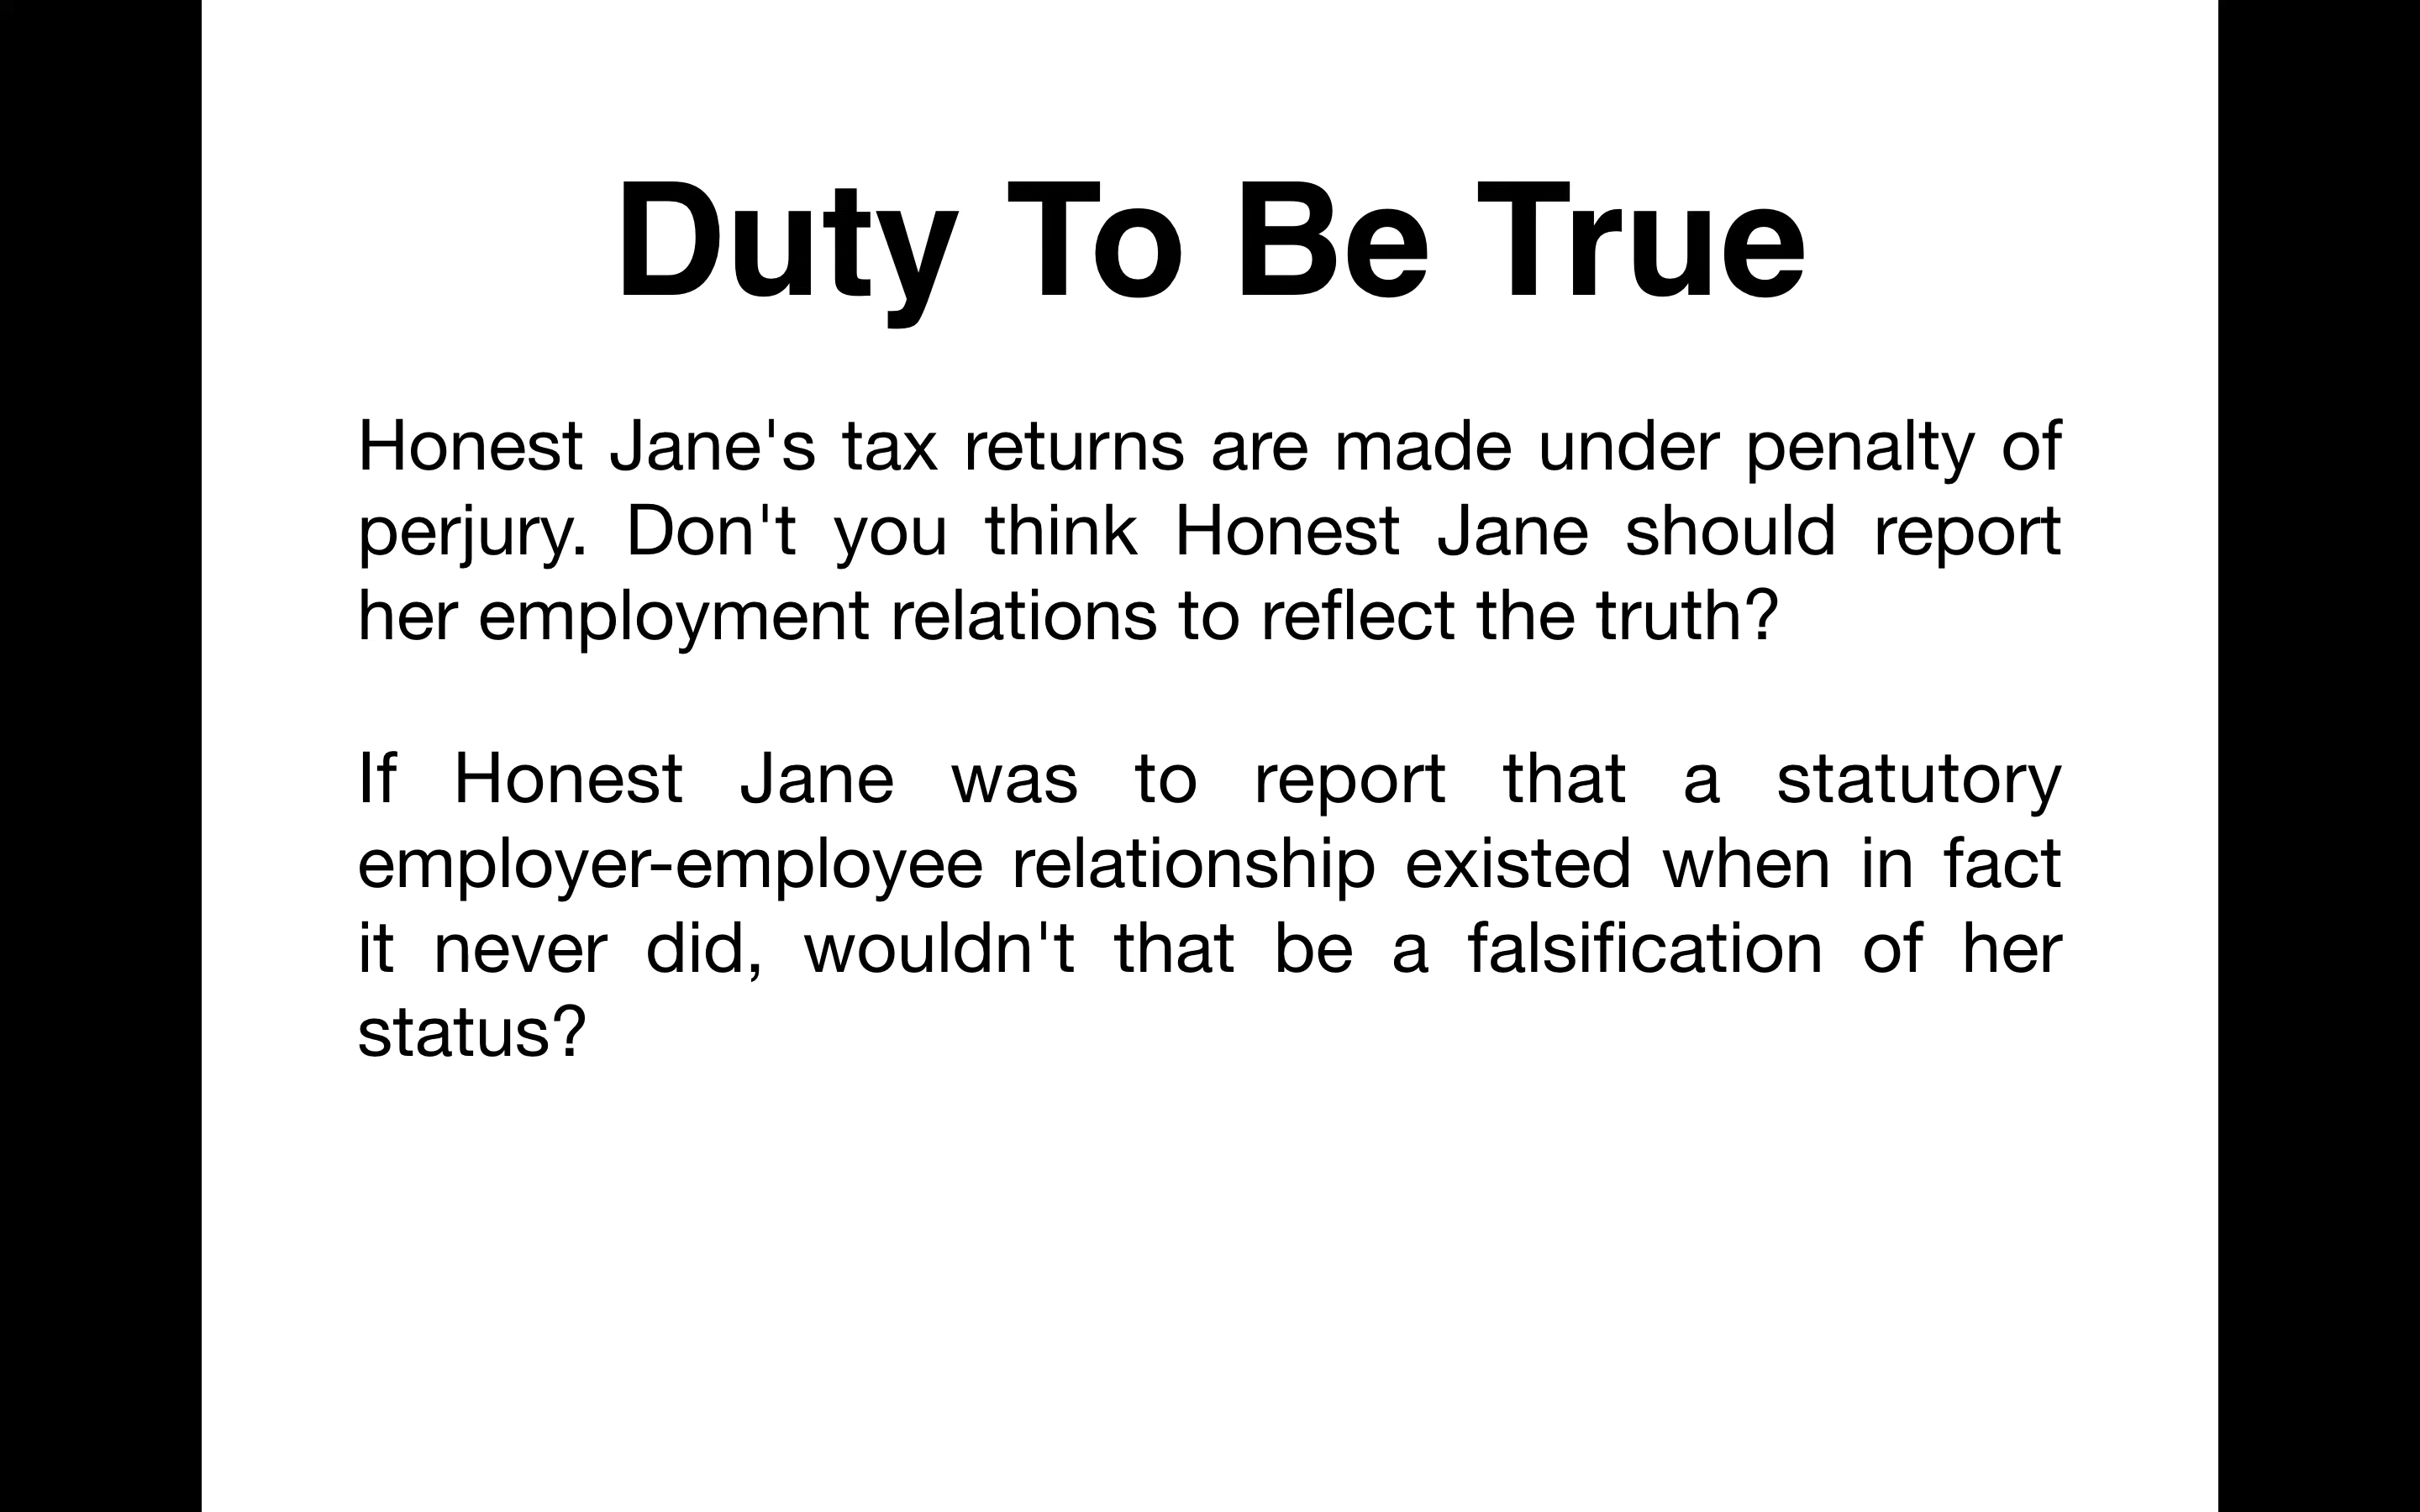 Duty To Be True
Honest Jane's tax returns are made under penalty of
perjury. Don't you think Honest Jane should report
her employment relations to reflect the truth?
If Honest Jane was to report that a statutory
employer-employee relationship existed when in fact
it never did, wouldn't that be a falsification of her
status?